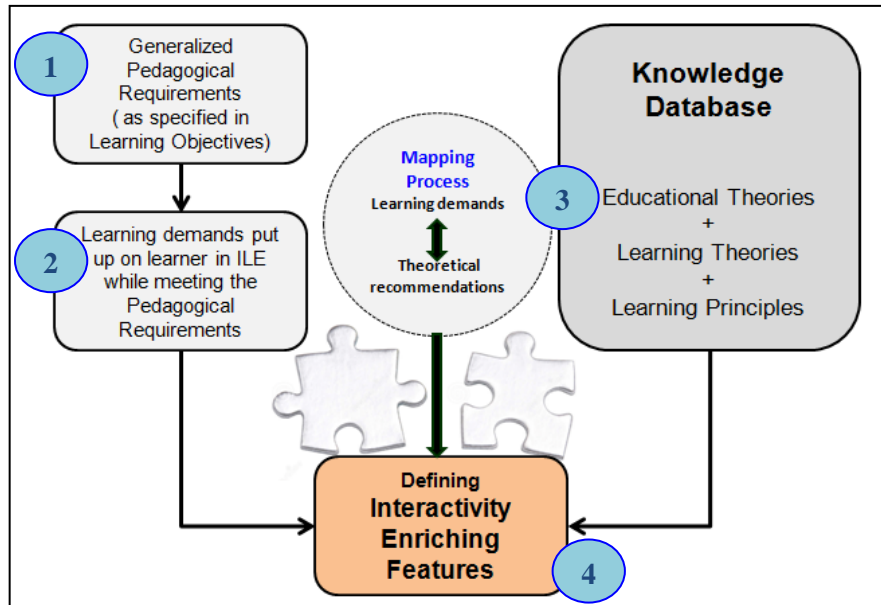 1
Generalized
Pedagogical
Requirements
( as specified in
Learning Objectives)
2
Learning demands put
up on learner in ILE
while meeting the
Pedagogical
Requirements
Mapping
Process
Learning demands
Theoretical
recommendations
3
Knowledge
Database
Educational Theories
+
Learning Theories
+
Learning Principles
Defining
Interactivity
Enriching
Features
4